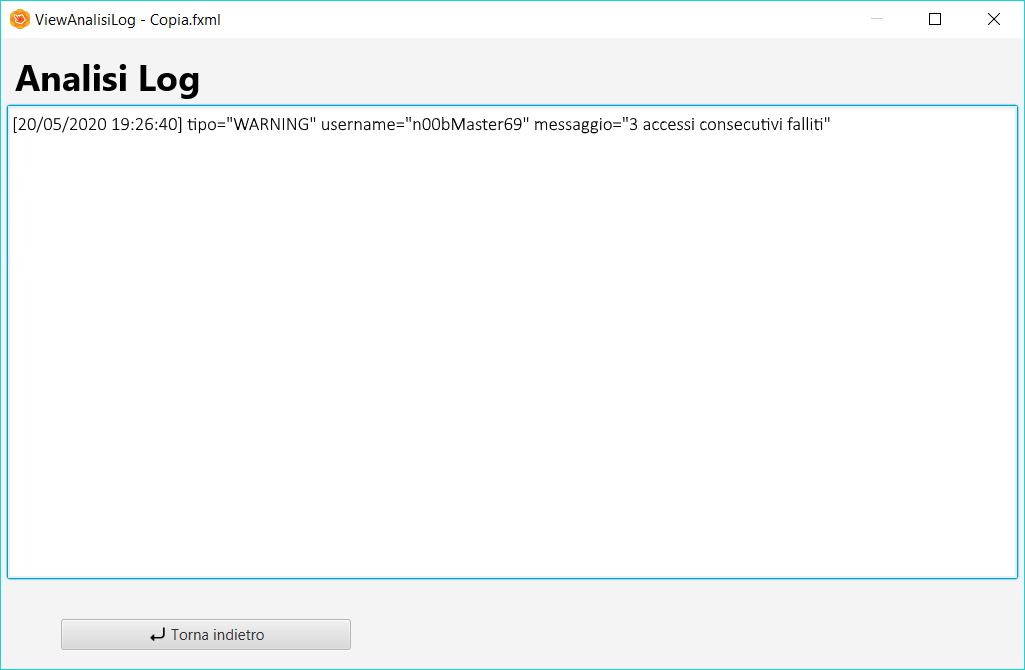 ViewAnalisiLog - Copia.fxml
Analisi Log
[20/05/2020 19:26:40] tipo="WARNING" username="n00bMaster69" messaggio="3 accessi consecutivi falliti"
Torna indietro